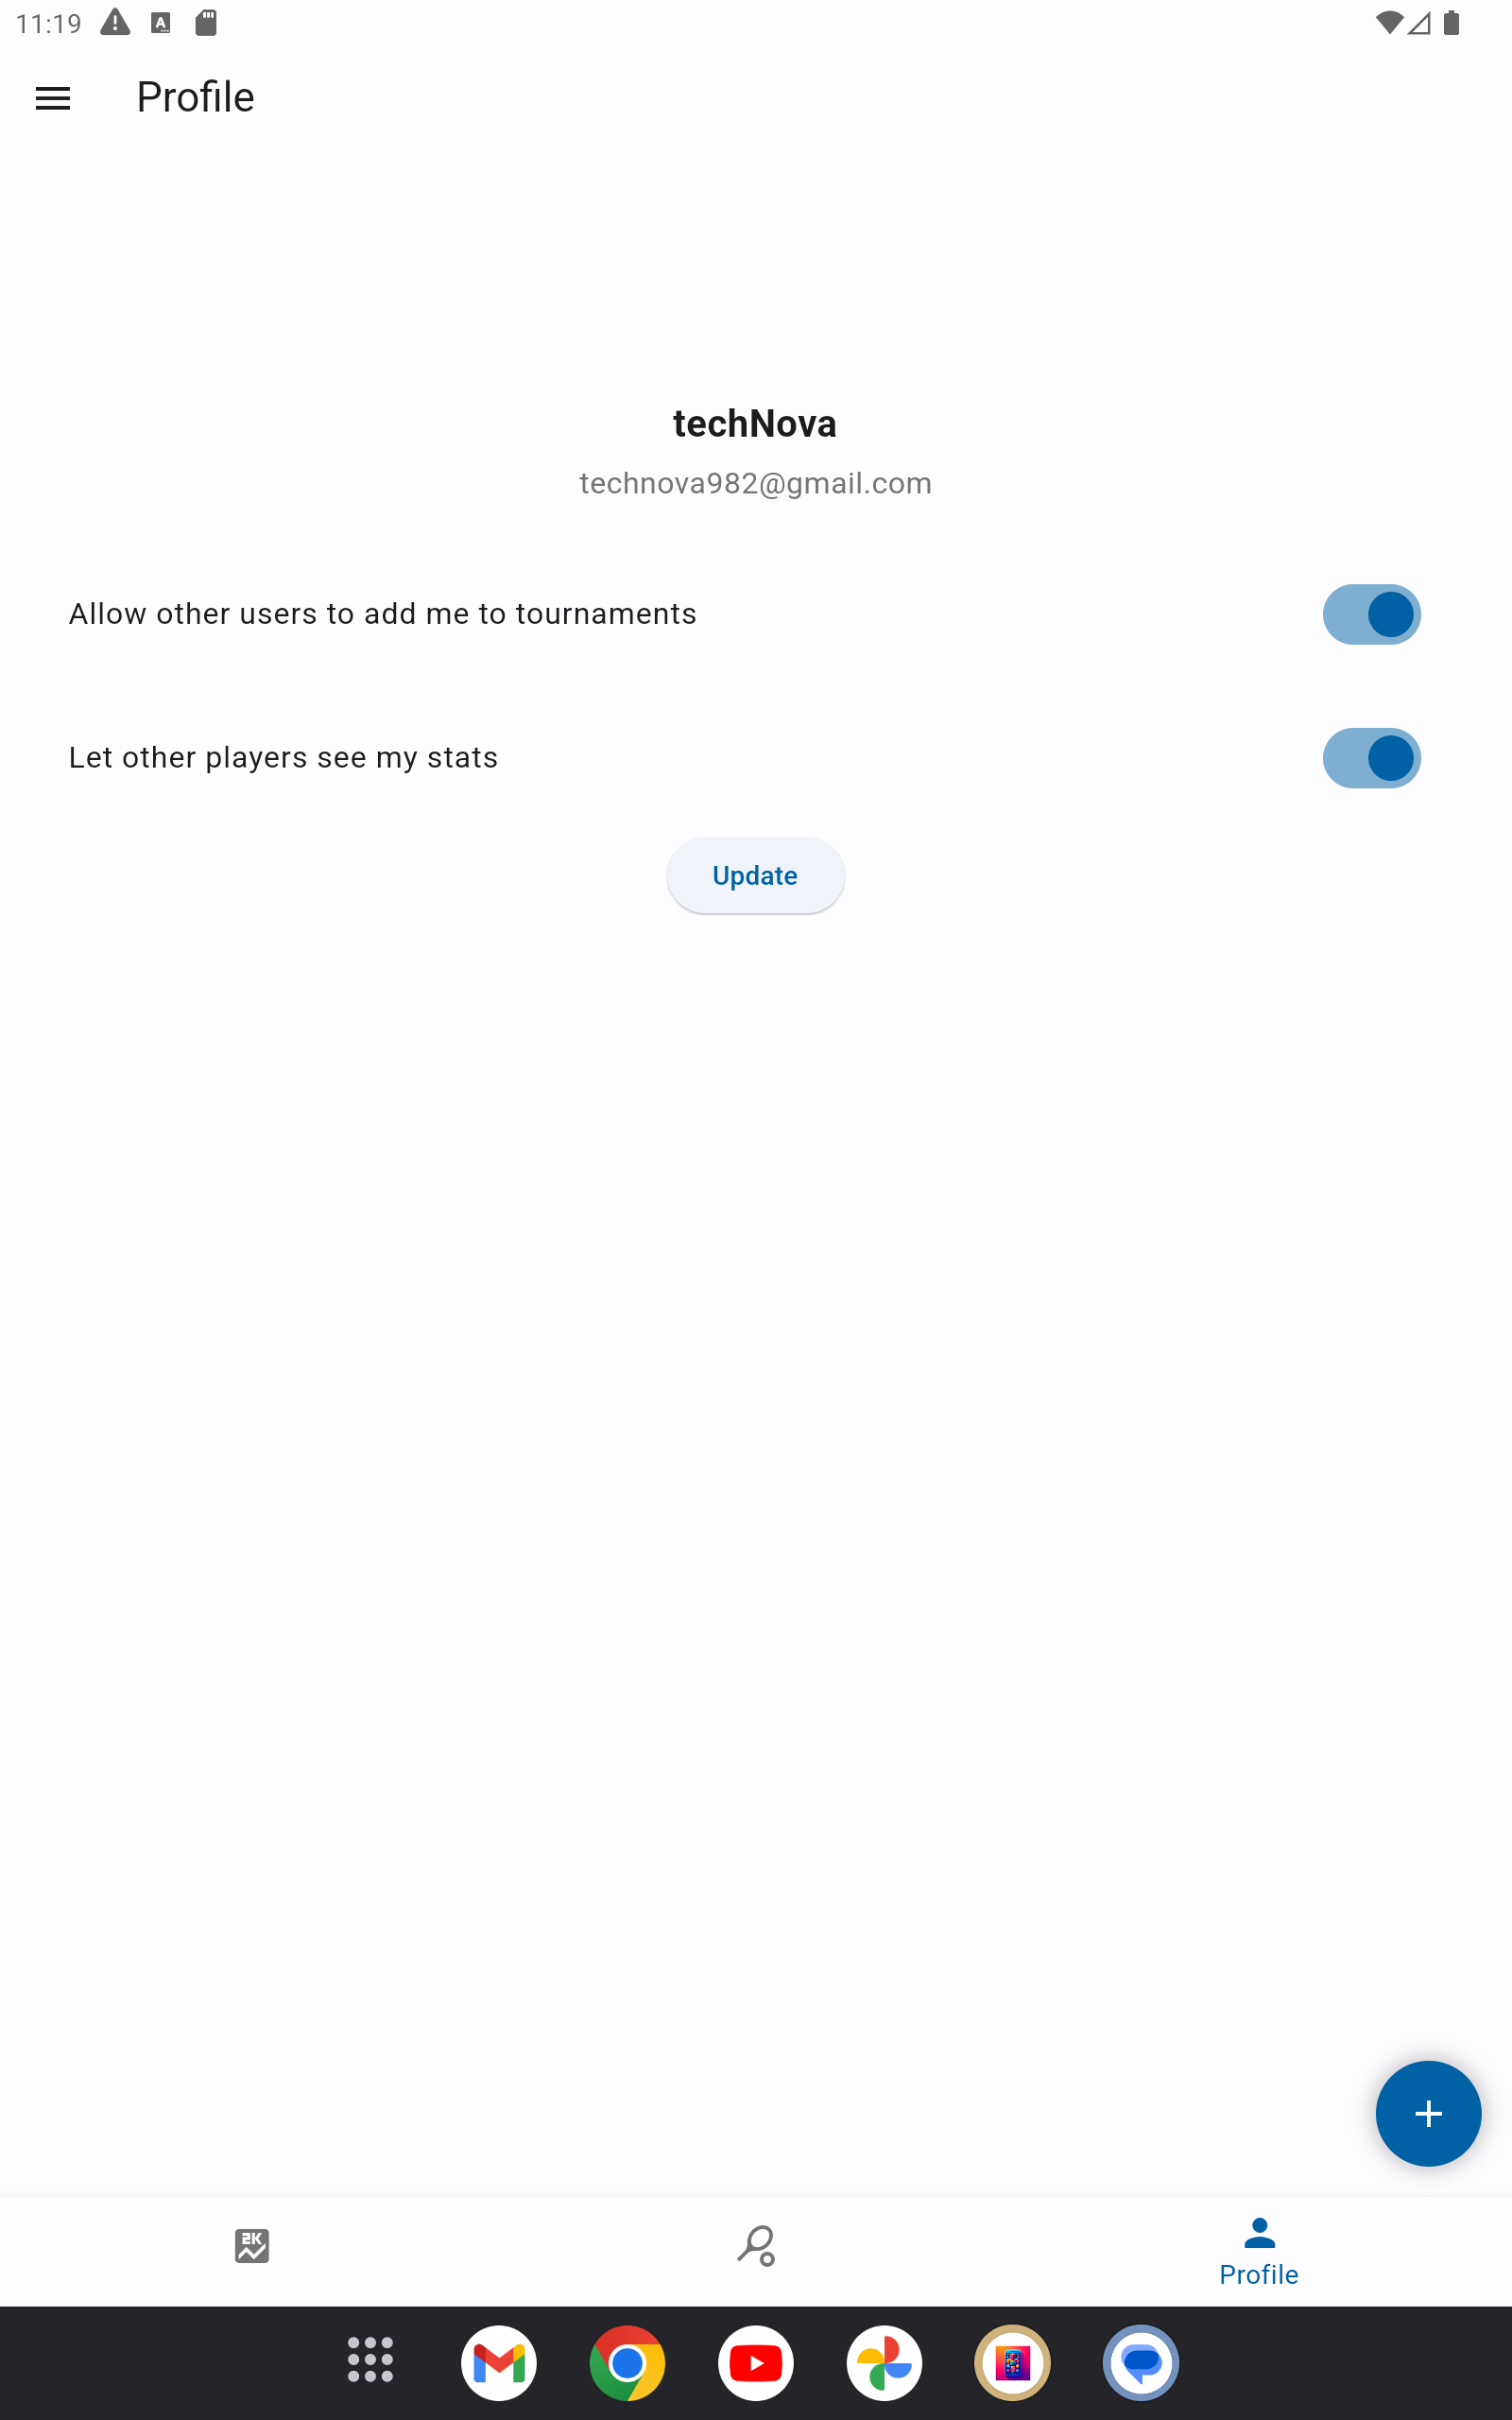 11:19
Profile
techNova
technova982@gmail.com
Allow other users to add me to tournaments
Let other players see my stats
Update
2K
Profile